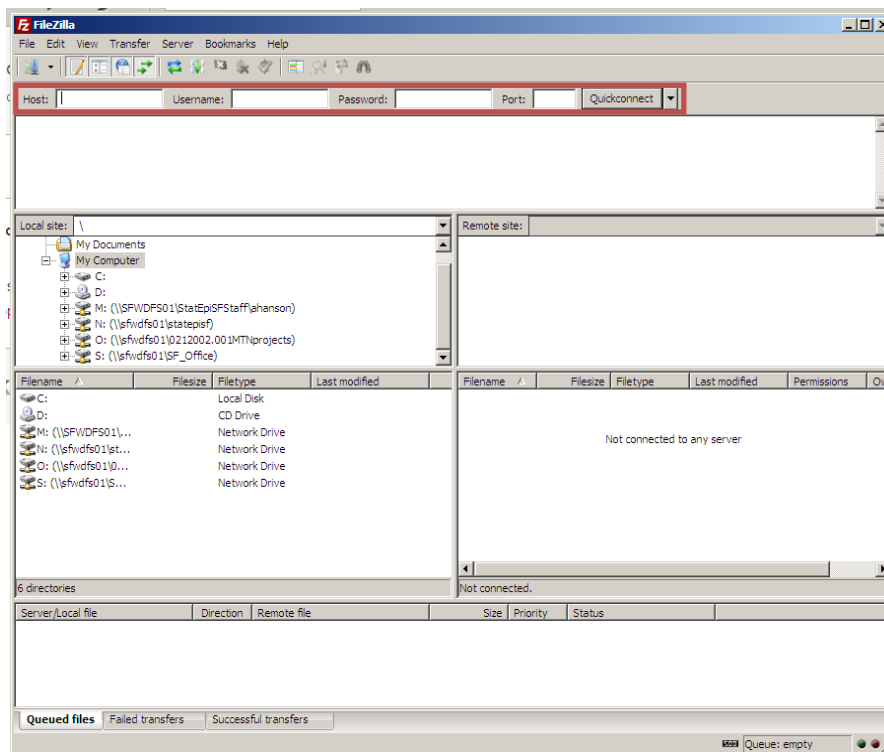 FileZilla
File Edit View Transfer Server Bookmarks Help
Host: Username: Password: Port: Quickconnect
Local site: \
My Documents
My Computer
C:
D:
M: (\\SFWDFS01\StatEpiSFStaff\ahanson)
N: (\\sfwdfs01\statepisf)
O: (\\sfwdfs01\0212002.001MTNprojects)
S: (\\sfwdfs01\SF_Office)
Remote site:
Filename Filesize Filetype Last modified
C: Local Disk
D: CD Drive
M: (\\SFWDFS01\... Network Drive
N: (\\sfwdfs01\st... Network Drive
O: (\\sfwdfs01\0... Network Drive
S: (\\sfwdfs01\S... Network Drive
6 directories
Filename Filesize Filetype Last modified Permissions Ow
Not connected to any server
Not connected.
Server/Local file Direction Remote file Size Priority Status
Queued files Failed transfers Successful transfers
Queue: empty